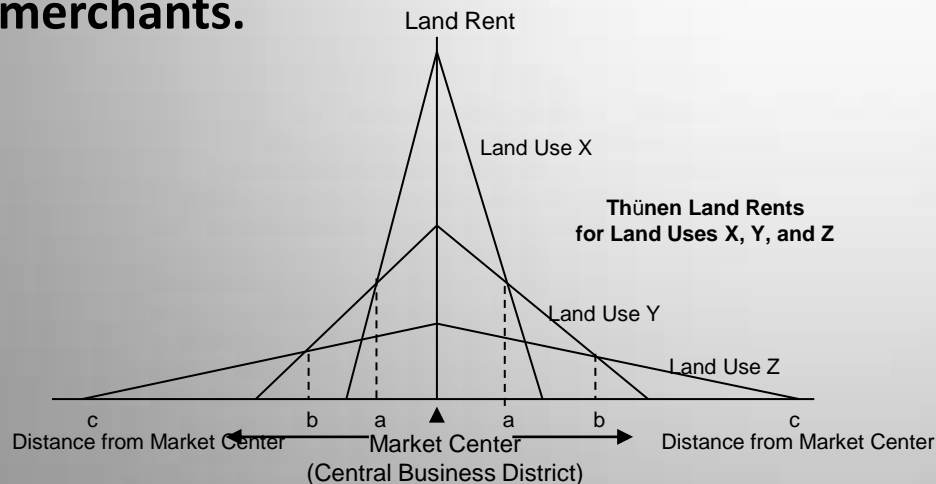 merchants.
Land Rent
Land Use X
Thünen Land Rents
for Land Uses X, Y, and Z
Land Use Y
Land Use Z
c b a a b c
Distance from Market Center Market Center Distance from Market Center
(Central Business District)